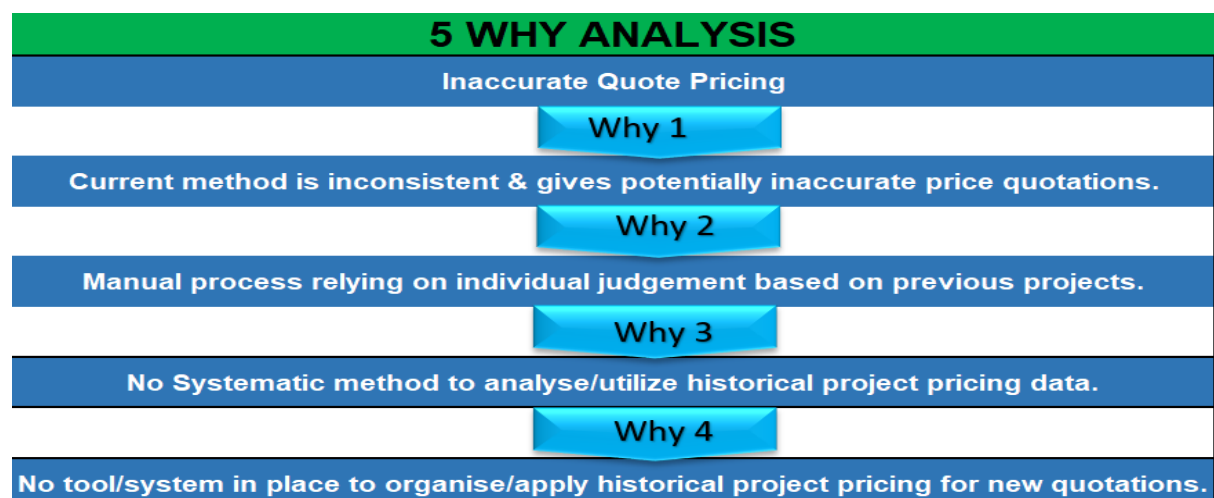 5 WHY ANALYSIS
Inaccurate Quote Pricing
Why 1
Current method is inconsistent & gives potentially inaccurate price quotations.
Why 2
Manual process relying on individual judgement based on previous projects.
Why 3
No Systematic method to analyse/utilize historical project pricing data.
Why 4
No tool/system in place to organise/apply historical project pricing for new quotations.